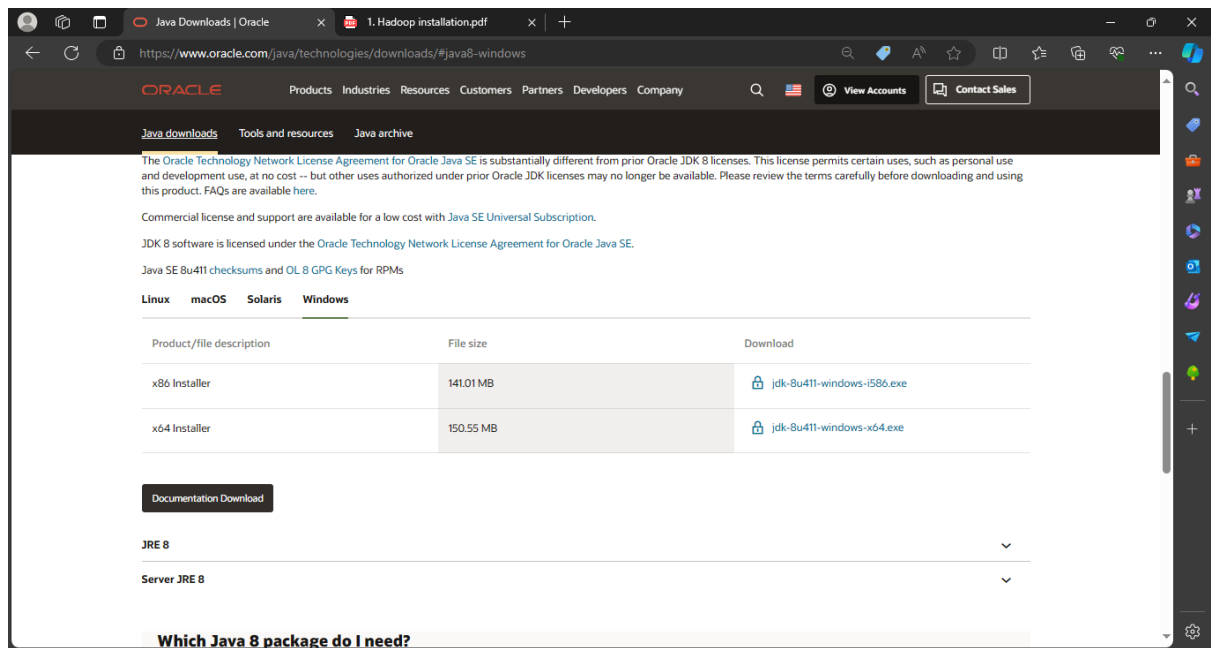 Java Downloads | Oracle
1. Hadoop installation.pdf
https://www.oracle.com/java/technologies/downloads/#java8-windows
ORACLE
Products Industries Resources Customers Partners Developers Company
View Accounts
Contact Sales
Java downloads Tools and resources Java archive
The Oracle Technology Network License Agreement for Oracle Java SE is substantially different from prior Oracle JDK 8 licenses. This license permits certain uses, such as personal use
and development use, at no cost -- but other uses authorized under prior Oracle JDK licenses may no longer be available. Please review the terms carefully before downloading and using
this product. FAQs are available here.
Commercial license and support are available for a low cost with Java SE Universal Subscription.
JDK 8 software is licensed under the Oracle Technology Network License Agreement for Oracle Java SE.
Java SE 8u411 checksums and OL 8 GPG Keys for RPMs
Linux macOS Solaris Windows
Product/file description File size Download
x86 Installer 141.01 MB jdk-8u411-windows-i586.exe
x64 Installer 150.55 MB jdk-8u411-windows-x64.exe
Documentation Download
JRE 8
Server JRE 8
Which Java 8 package do I need?